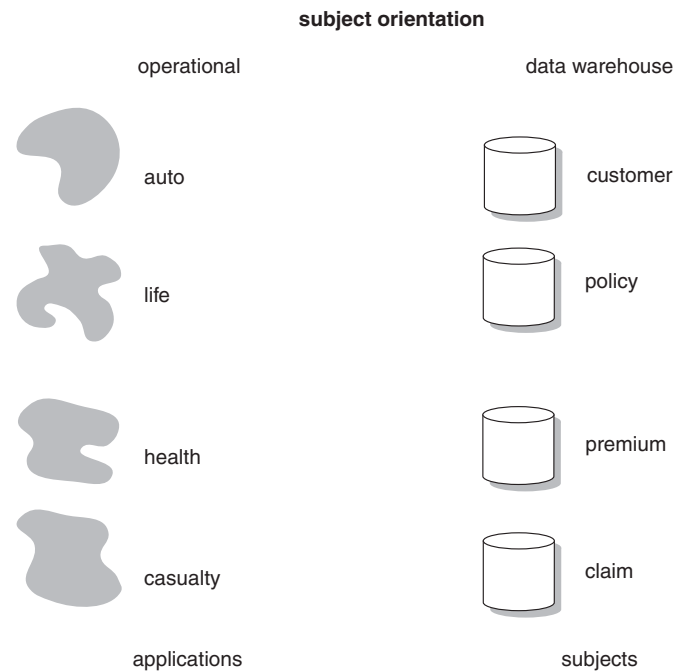 subject orientation
operational
data warehouse
auto
customer
life
policy
health
premium
casualty
claim
applications
subjects